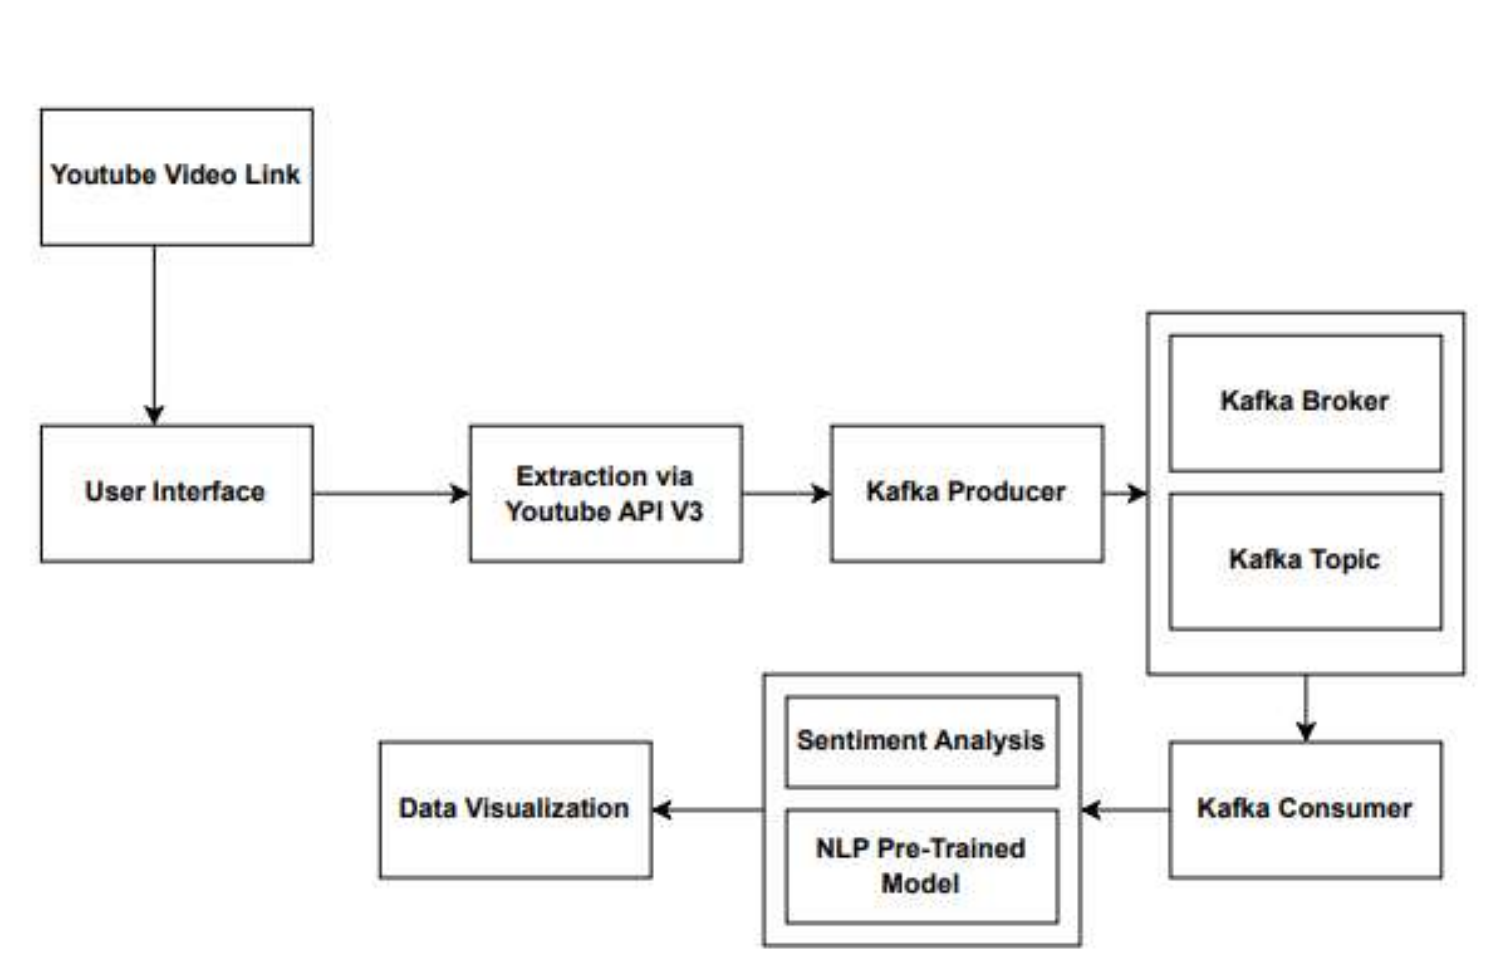 Youtube Video Link
User Interface
Extraction via
Youtube API V3
Kafka Producer
Kafka Broker
Kafka Topic
Kafka Consumer
Sentiment Analysis
NLP Pre-Trained
Model
Data Visualization